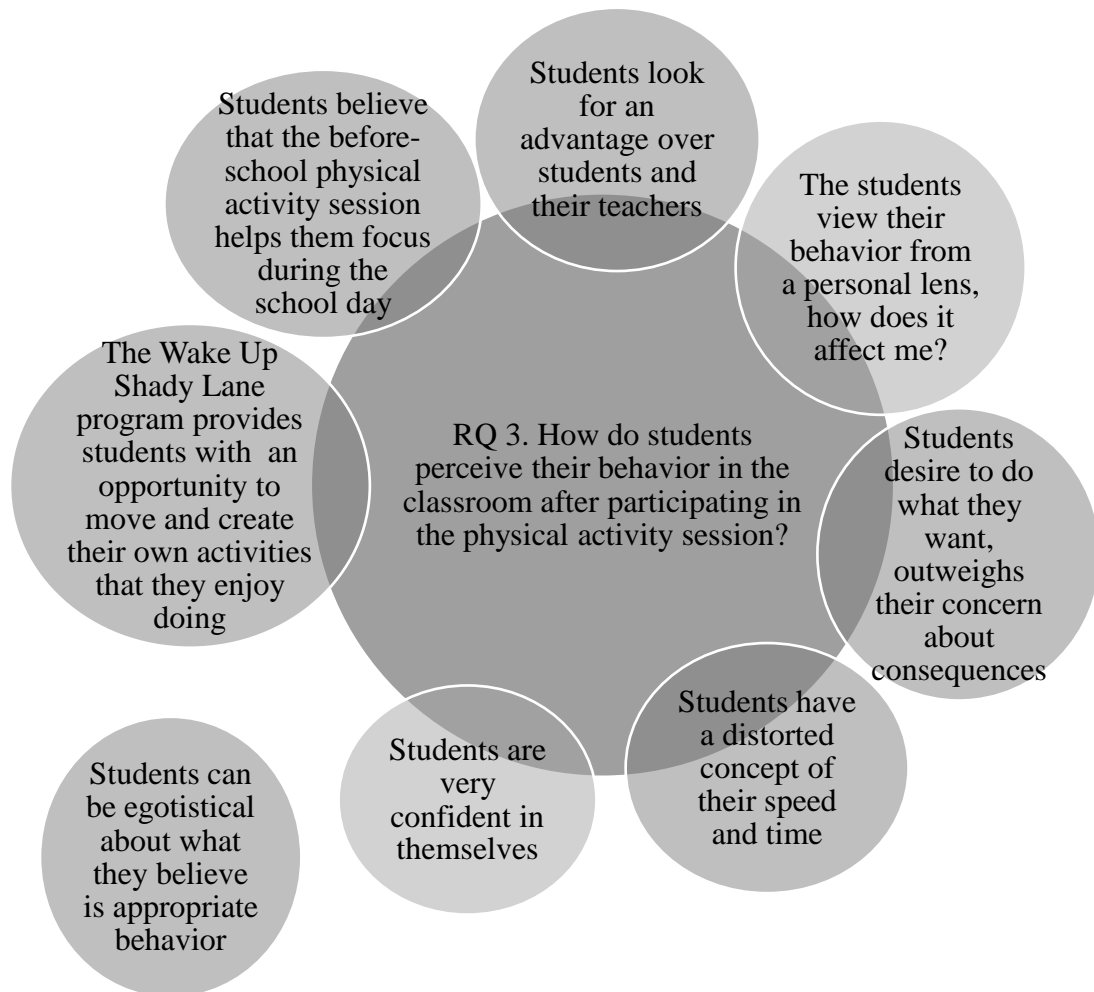 Students look
for an
advantage over
students and
their teachers
The students
view their
behavior from
a personal lens,
how does it
affect me?
Students
desire to do
what they
want,
outweighs
their concern
about
consequences
Students have
a distorted
concept of
their speed
and time
Students are
very
confident in
themselves
Students can
be egotistical
about what
they believe
is appropriate
behavior
The Wake Up
Shady Lane
program provides
students with  an
opportunity to
move and create
their own activities
that they enjoy
doing
Students believe
that the before-
school physical
activity session
helps them focus
during the
school day
RQ 3. How do students
perceive their behavior in the
classroom after participating in
the physical activity session?